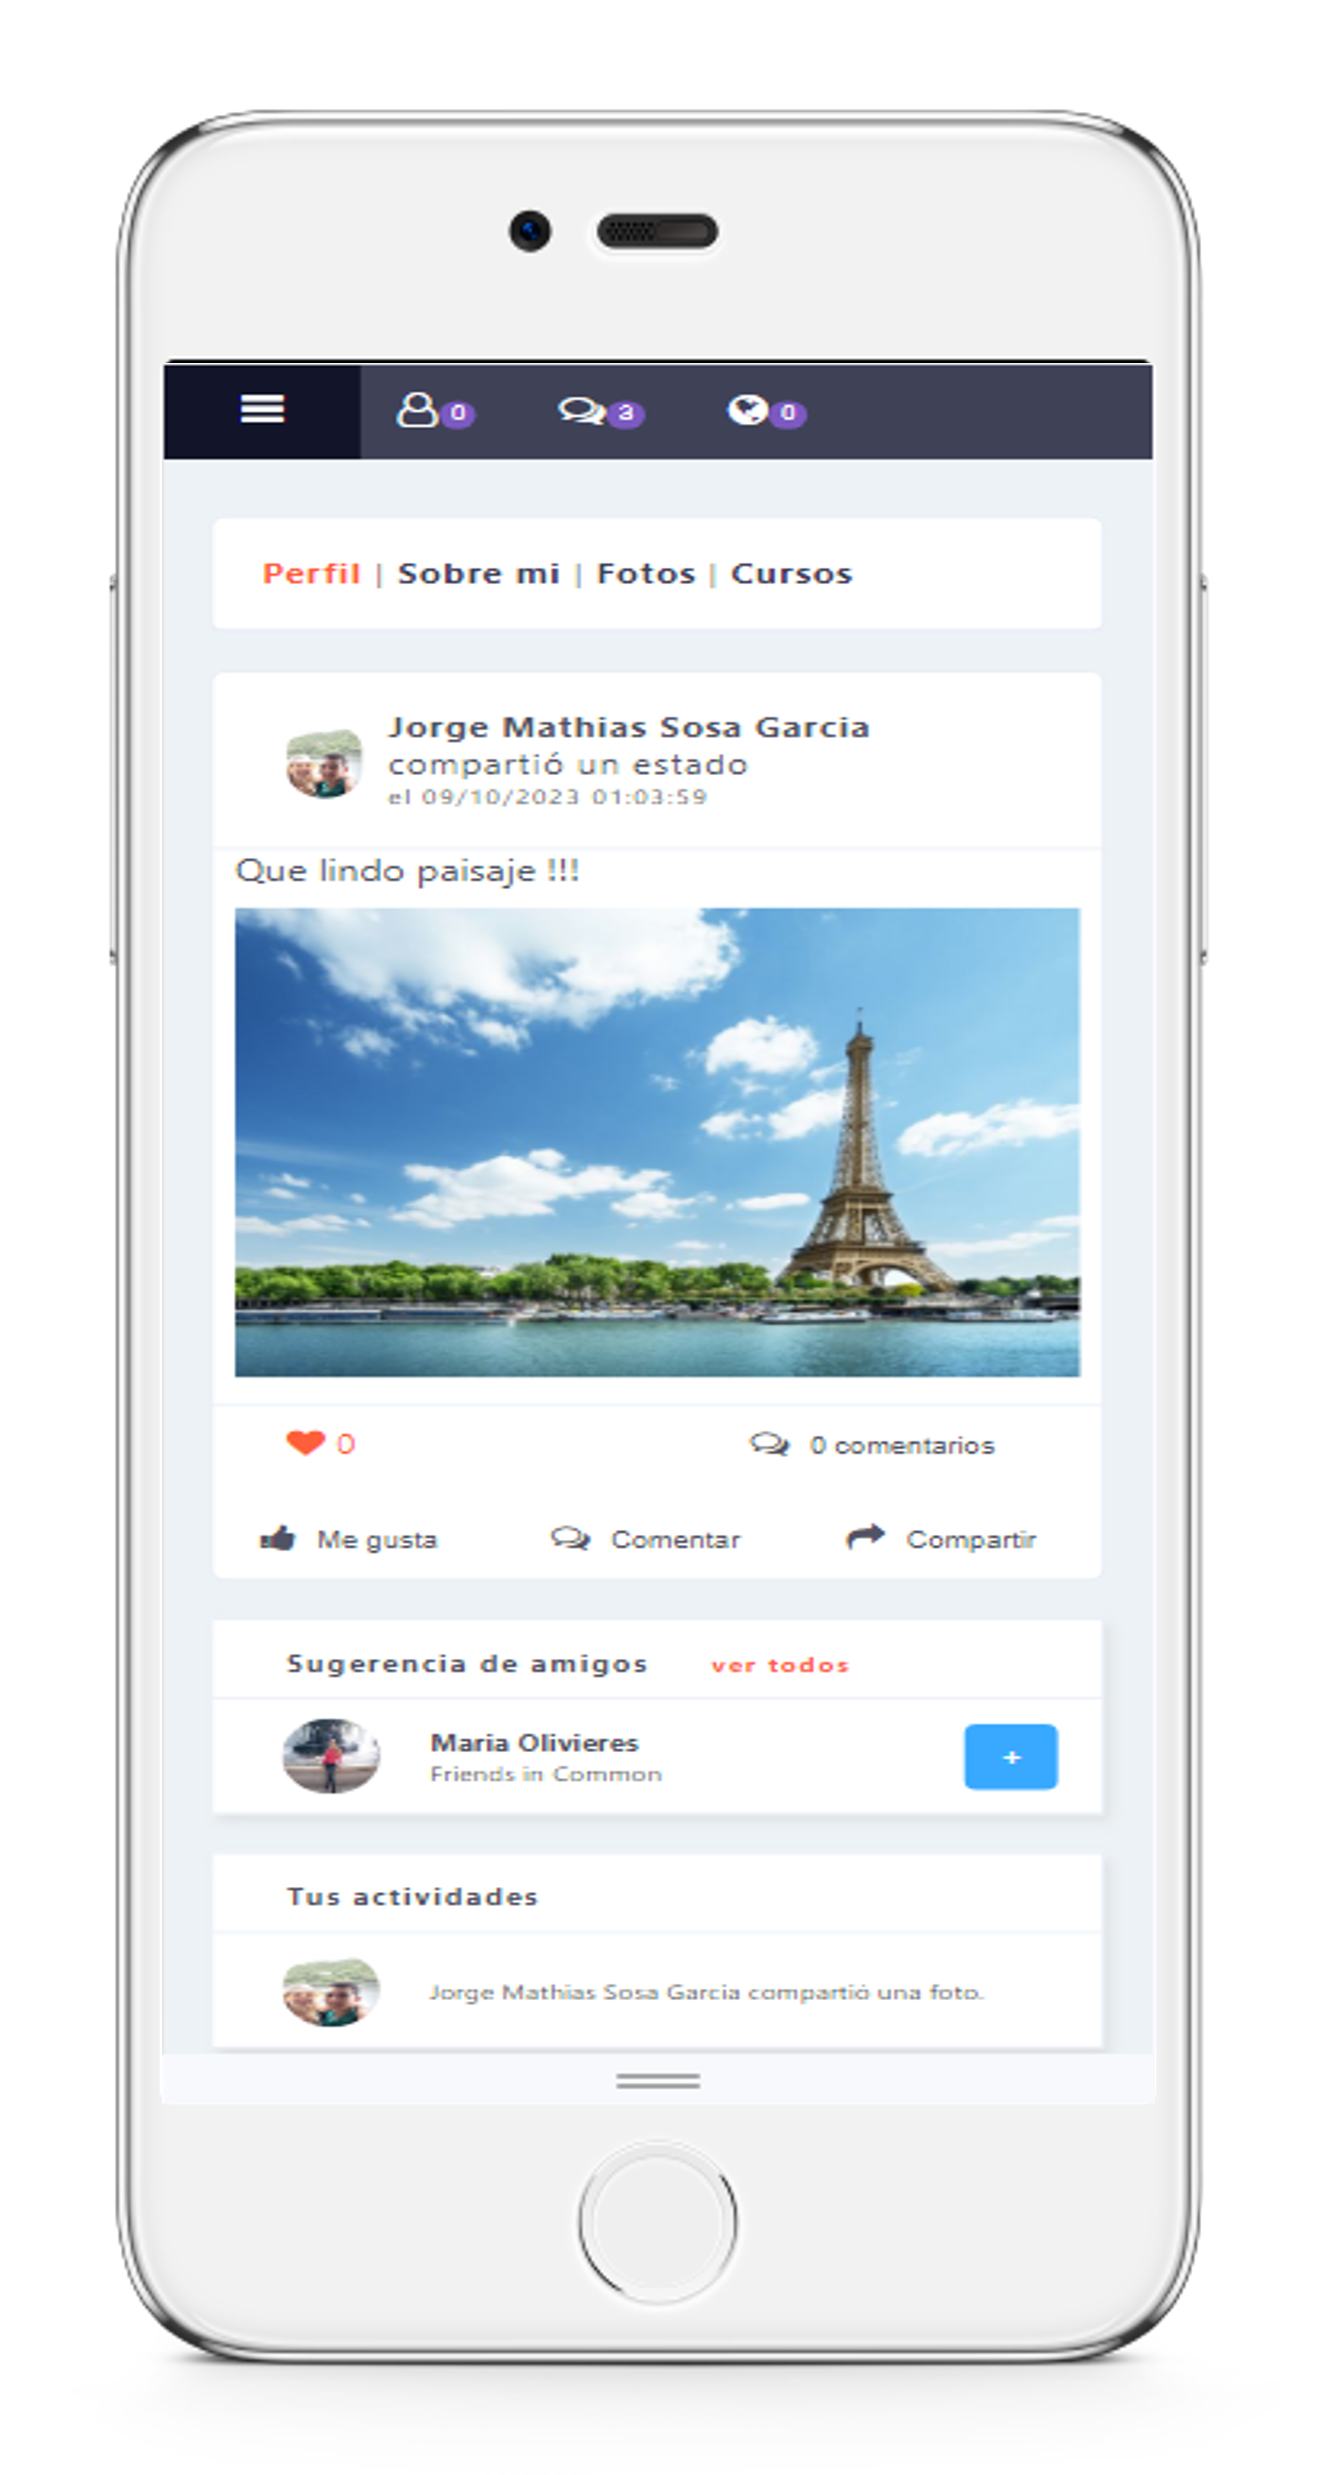 0 3 0
Perfil | Sobre mi | Fotos | Cursos
Jorge Mathias Sosa Garcia
compartió un estado
el 09/10/2023 01:03:59
Que lindo paisaje !!!
0 0 comentarios
Me gusta Comentar Compartir
Sugerencia de amigos ver todos
Maria Olivieres
Friends in Common
+
Tus actividades
Jorge Mathias Sosa Garcia compartió una foto.